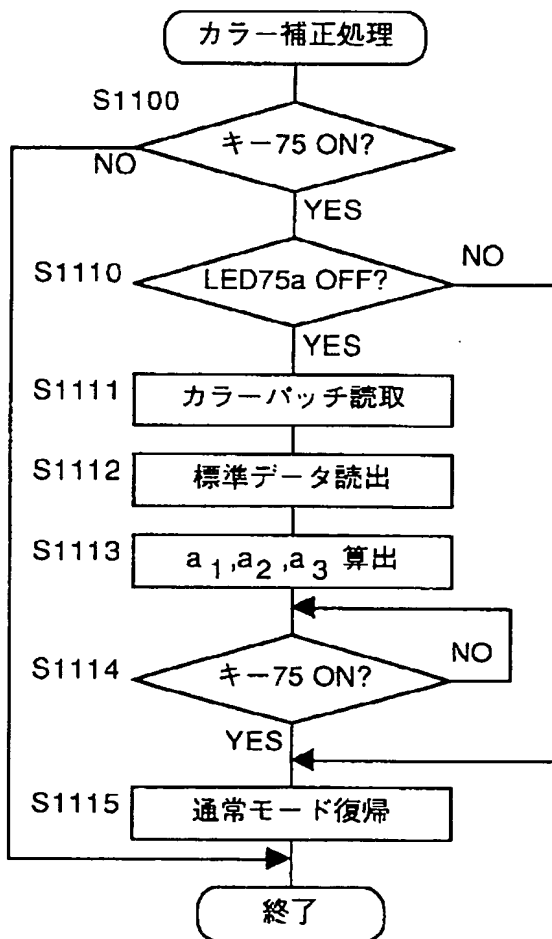 カラー補正処理
S1100
キー75 ON?
NO
YES
S1110
LED75a OFF?
NO
YES
S1111
カラーパッチ読取
S1112
標準データ読出
S1113
a1,a2,a3 算出
S1114
キー75 ON?
NO
YES
S1115
通常モード復帰
終了